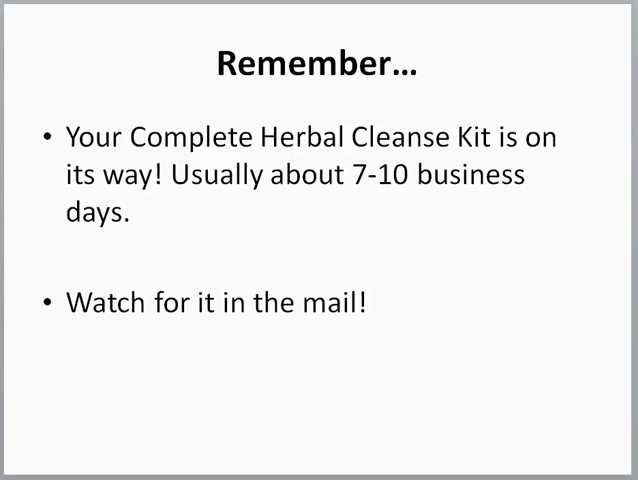 Remember…
• Your Complete Herbal Cleanse Kit is on
its way! Usually about 7-10 business
days.
• Watch for it in the mail!